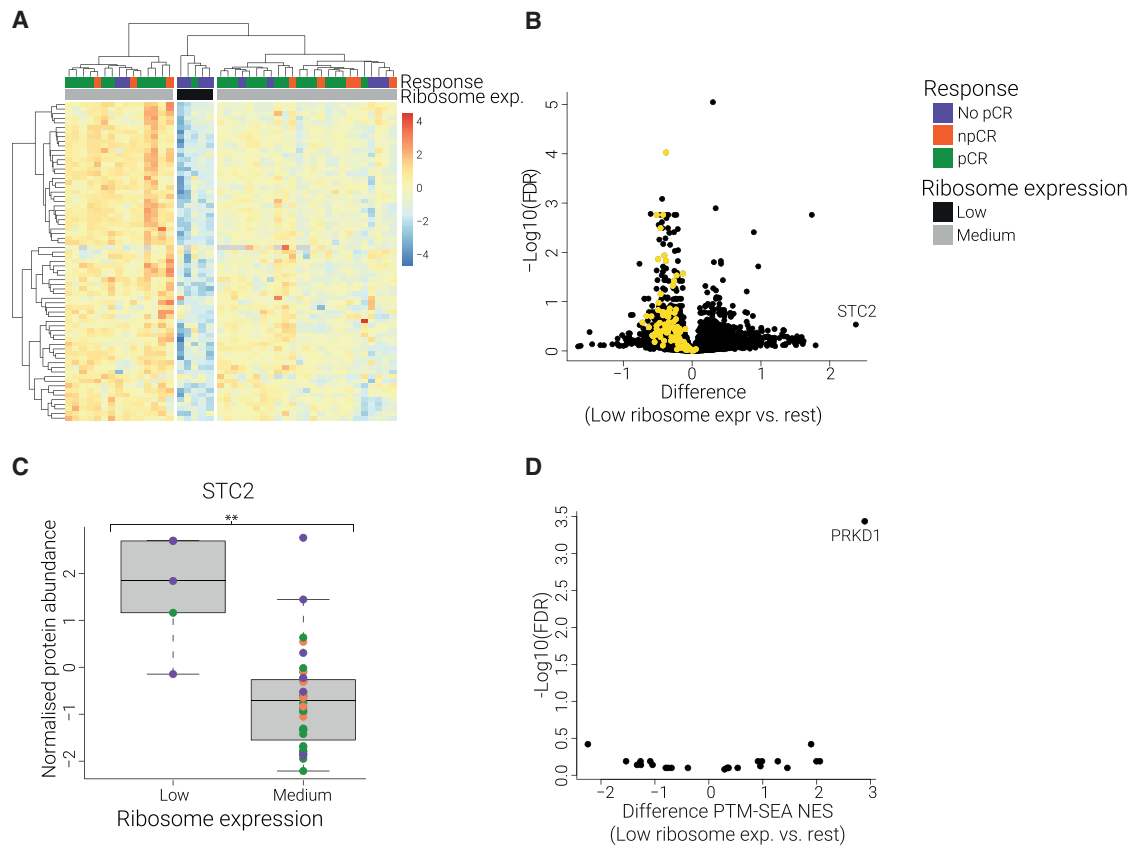 A
Response
Ribosome exp.
4
2
0
−2
−4
B
−Log10(FDR)
5
4
3
2
1
0
STC2
−1
0
1
2
Difference
(Low ribosome expr vs. rest)
Response
No pCR
npCR
pCR
Ribosome expression
Low
Medium
C
STC2
**
Normalised protein abundance
2
1
0
−1
−2
Low
Medium
Ribosome expression
D
-Log10(FDR)
3.5
3.0
2.5
2.0
1.5
1.0
0.5
0.0
PRKD1
−2
−1
0
1
2
3
Difference PTM-SEA NES
(Low ribosome exp. vs. rest)